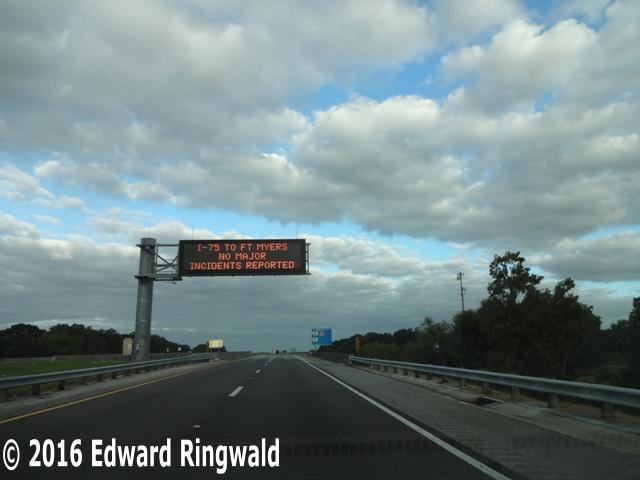 I-75 TO FT MYERS
NO MAJOR
INCIDENTS REPORTED
© 2016 Edward Ringwald